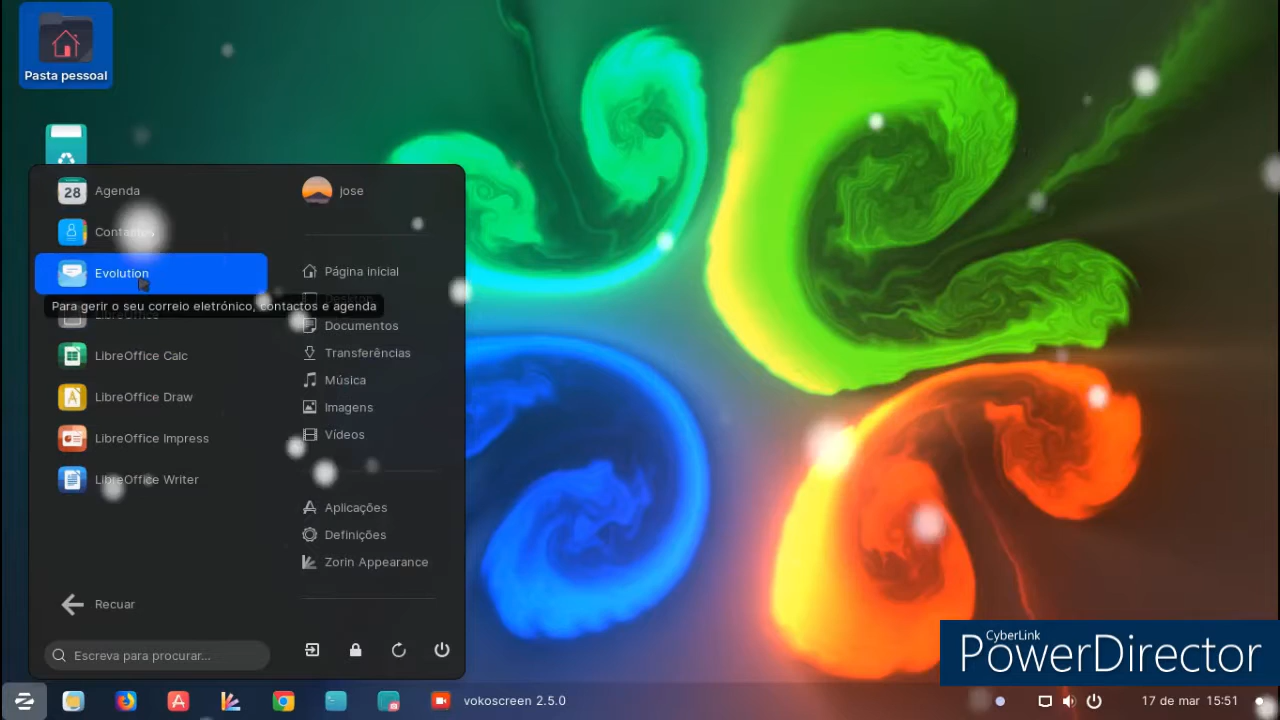 Pasta pessoal
28
Agenda
Contactos
Evolution
Para gerir o seu correio eletrónico, contactos e agenda
LibreOffice
LibreOffice Calc
LibreOffice Draw
LibreOffice Impress
LibreOffice Writer
Recuar
Escreva para procurar...
jose
Página inicial
Documentos
Transferências
Música
Imagens
Vídeos
Aplicações
Definições
Zorin Appearance
CyberLink
PowerDirector
vokoscreen 2.5.0
17 de mar 15:51